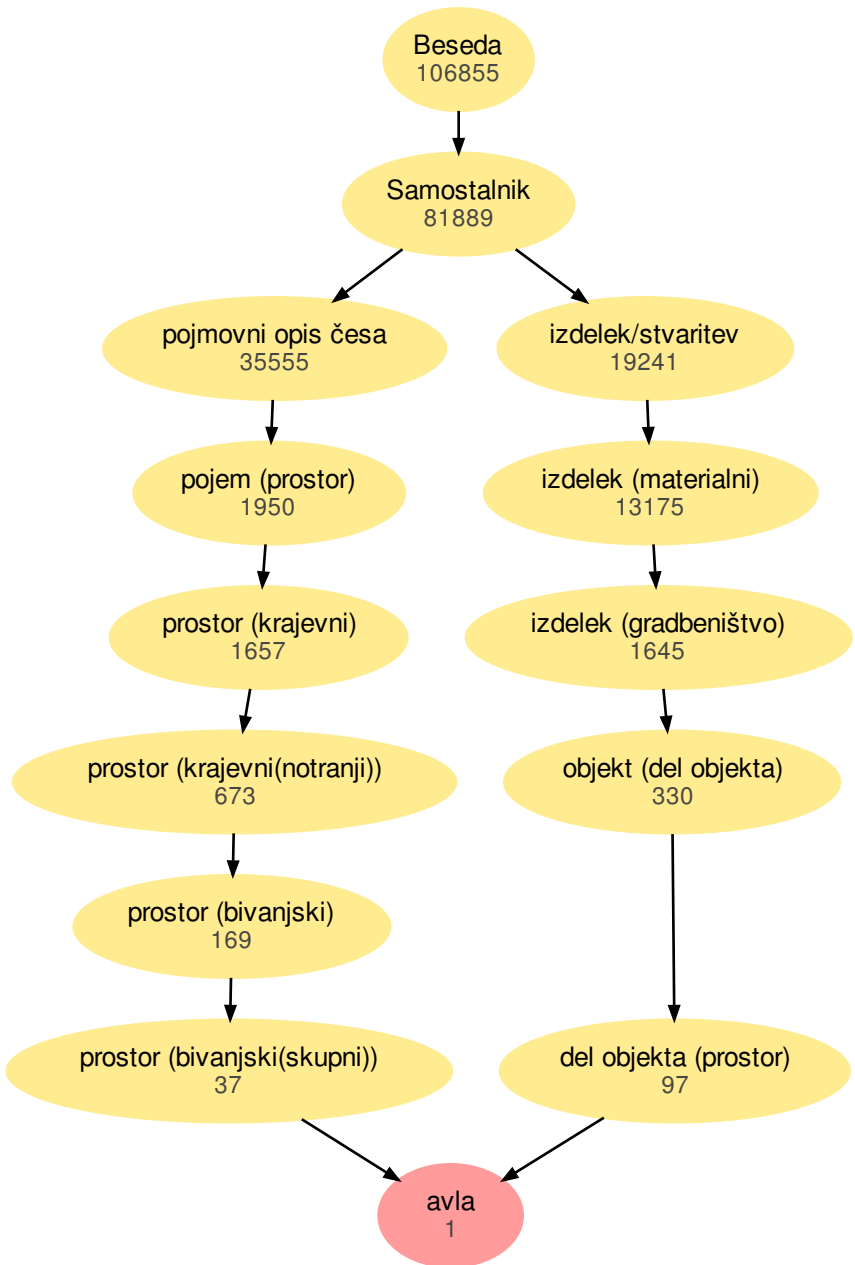 Beseda
106855
Samostalnik
81889
pojmovni opis česa
35555
izdelek/stvaritev
19241
pojem (prostor)
1950
izdelek (materialni)
13175
prostor (krajevni)
1657
izdelek (gradbeništvo)
1645
prostor (krajevni(notranji))
673
objekt (del objekta)
330
prostor (bivanjski)
169
prostor (bivanjski(skupni))
37
del objekta (prostor)
97
avla
1